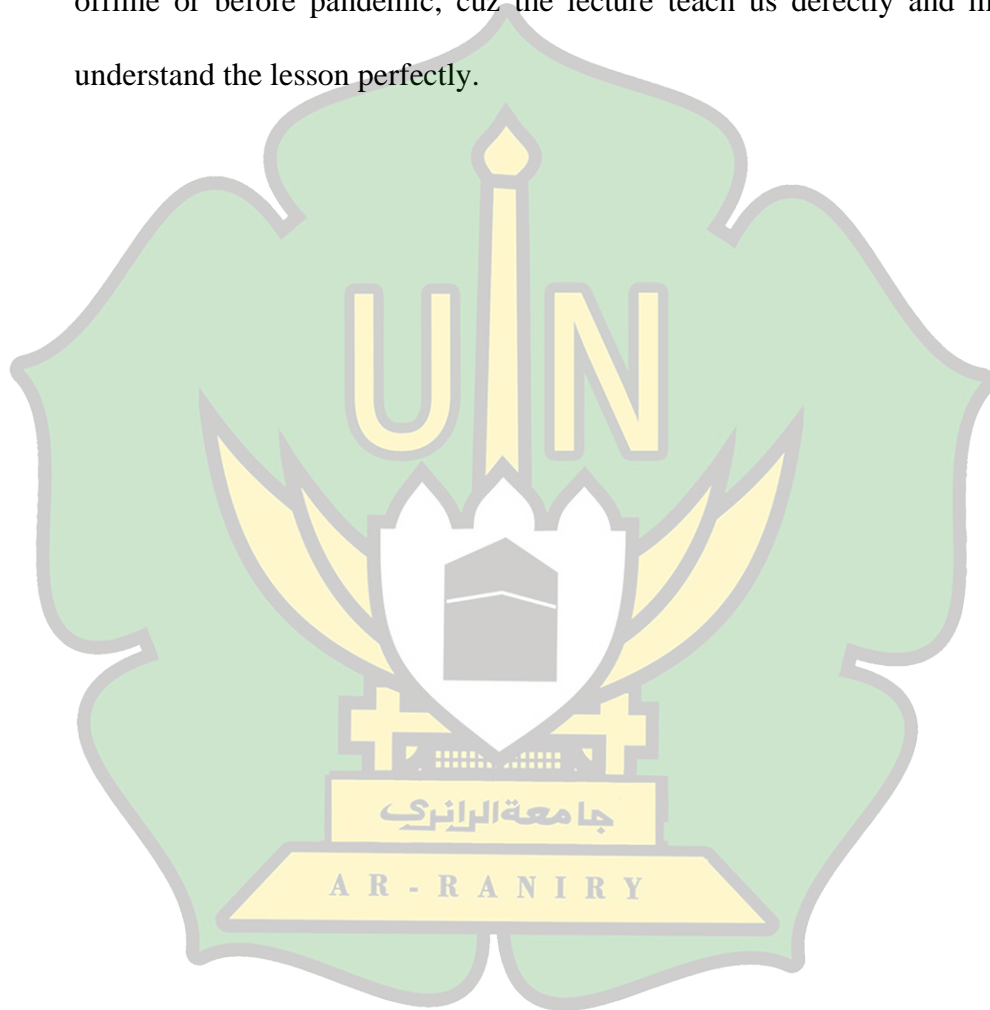 offline or before pandemic, cuz the lecture teach us derectly and
understand the lesson perfectly.
UIN
جامعة الرانري
AR-RANIRY